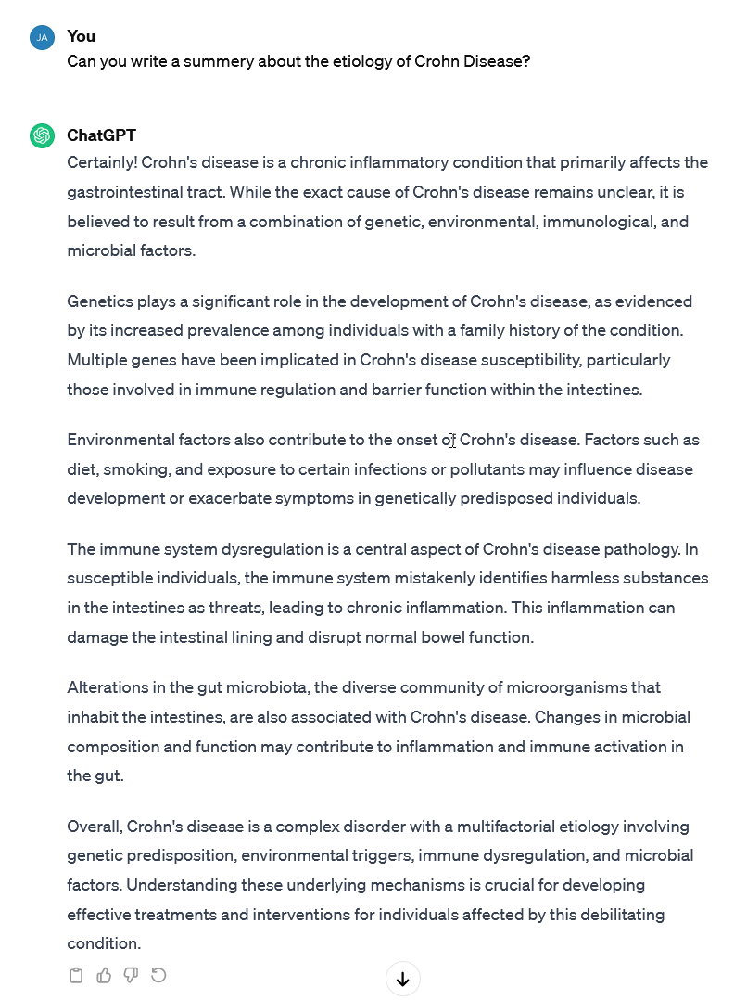 JA
You
Can you write a summery about the etiology of Crohn Disease?
ChatGPT
Certainly! Crohn's disease is a chronic inflammatory condition that primarily affects the
gastrointestinal tract. While the exact cause of Crohn's disease remains unclear, it is
believed to result from a combination of genetic, environmental, immunological, and
microbial factors.
Genetics plays a significant role in the development of Crohn's disease, as evidenced
by its increased prevalence among individuals with a family history of the condition.
Multiple genes have been implicated in Crohn's disease susceptibility, particularly
those involved in immune regulation and barrier function within the intestines.
Environmental factors also contribute to the onset of Crohn's disease. Factors such as
diet, smoking, and exposure to certain infections or pollutants may influence disease
development or exacerbate symptoms in genetically predisposed individuals.
The immune system dysregulation is a central aspect of Crohn's disease pathology. In
susceptible individuals, the immune system mistakenly identifies harmless substances
in the intestines as threats, leading to chronic inflammation. This inflammation can
damage the intestinal lining and disrupt normal bowel function.
Alterations in the gut microbiota, the diverse community of microorganisms that
inhabit the intestines, are also associated with Crohn's disease. Changes in microbial
composition and function may contribute to inflammation and immune activation in
the gut.
Overall, Crohn's disease is a complex disorder with a multifactorial etiology involving
genetic predisposition, environmental triggers, immune dysregulation, and microbial
factors. Understanding these underlying mechanisms is crucial for developing
effective treatments and interventions for individuals affected by this debilitating
condition.